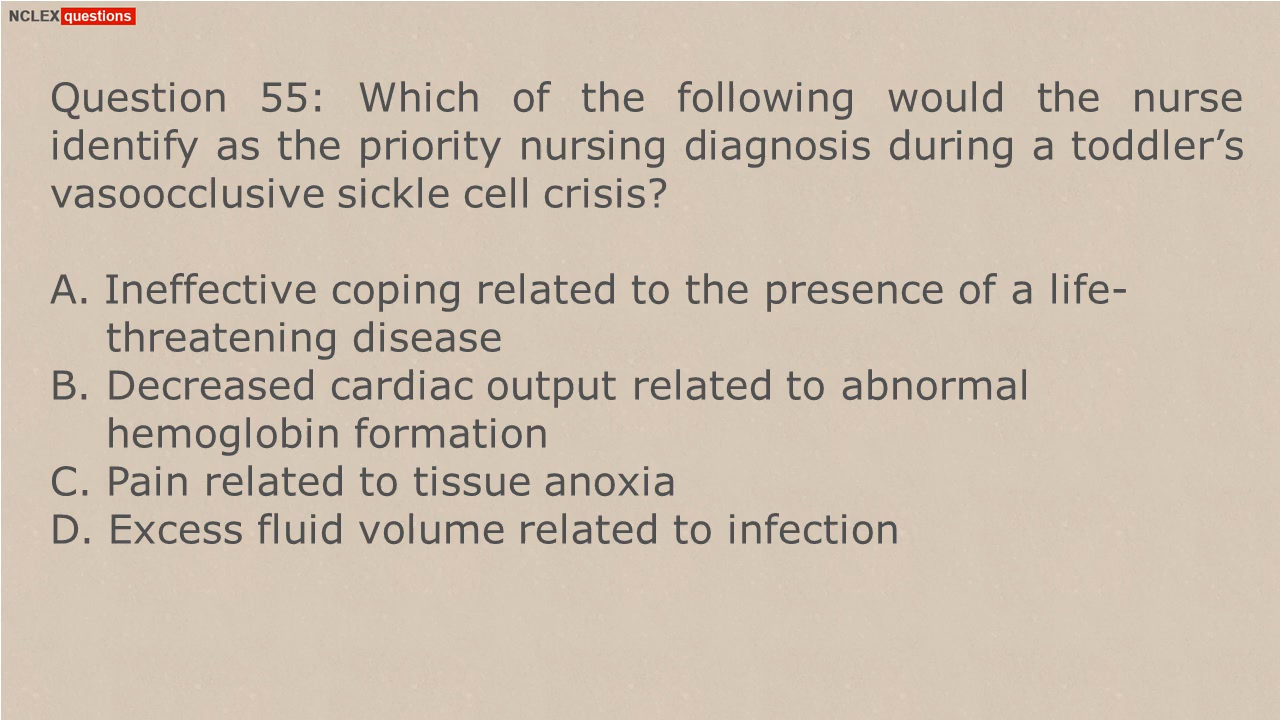 NCLEX questions
Question 55: Which of the following would the nurse
identify as the priority nursing diagnosis during a toddler’s
vasoocclusive sickle cell crisis?
A. Ineffective coping related to the presence of a life-
threatening disease
B. Decreased cardiac output related to abnormal
hemoglobin formation
C. Pain related to tissue anoxia
D. Excess fluid volume related to infection